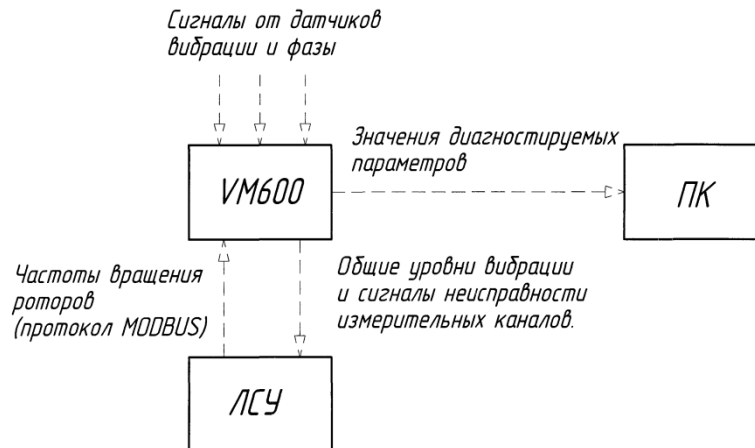 Сигналы от датчиков
вибрации и фазы
VM600
Значения диагностируемых
параметров
ПК
Частоты вращения
роторов
(протокол MODBUS)
Общие уровни вибрации
и сигналы неисправности
измерительных каналов.
ЛСУ